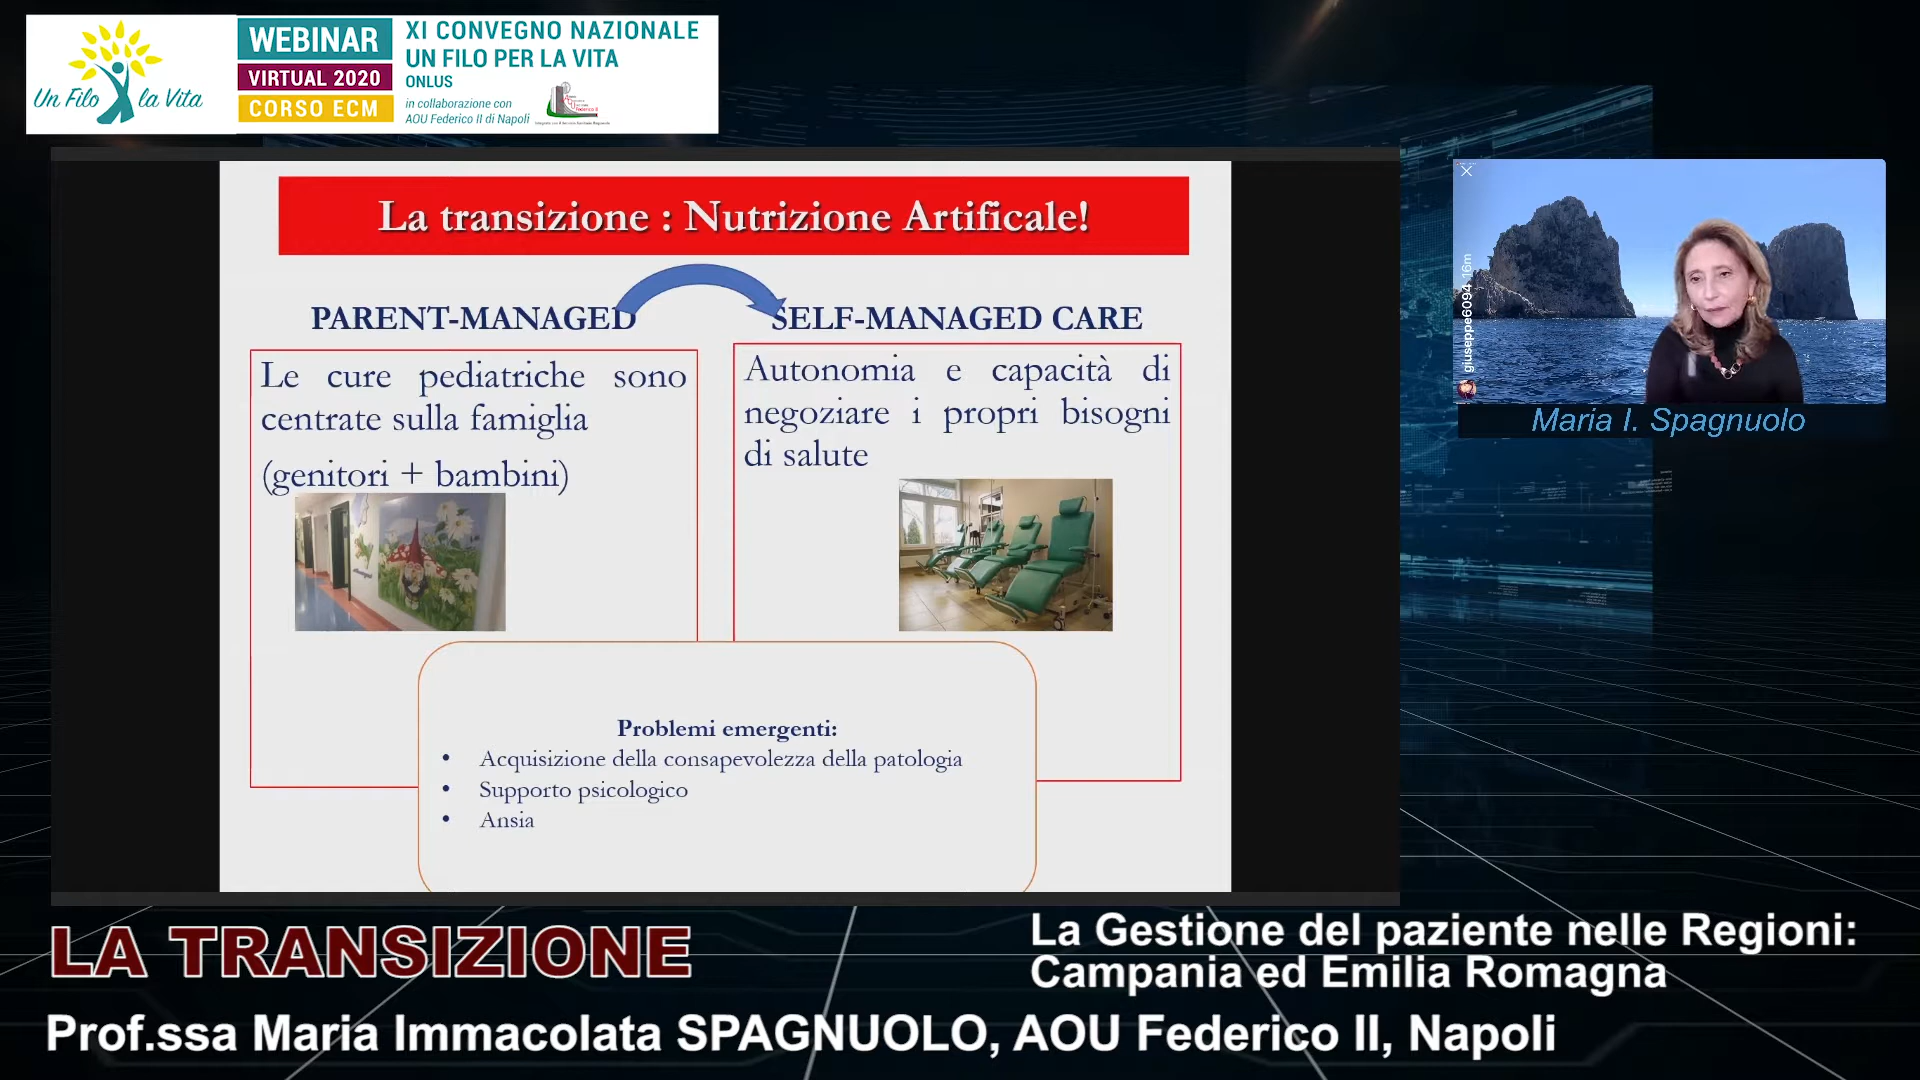 Un Filo la Vita
WEBINAR
VIRTUAL 2020
CORSO ECM
XI CONVEGNO NAZIONALE
UN FILO PER LA VITA
ONLUS
in collaborazione con
AOU Federico II di Napoli
La transizione : Nutrizione Artificale!
PARENT-MANAGED
SELF-MANAGED CARE
Le cure pediatriche sono
centrate sulla famiglia
(genitori + bambini)
Autonomia e capacità di
negoziare i propri bisogni
di salute
Problemi emergenti:
• Acquisizione della consapevolezza della patologia
• Supporto psicologico
• Ansia
giuseppe6094 16m
Maria I. Spagnuolo
LA TRANSIZIONE
La Gestione del paziente nelle Regioni:
Campania ed Emilia Romagna
Prof.ssa Maria Immacolata SPAGNUOLO, AOU Federico II, Napoli